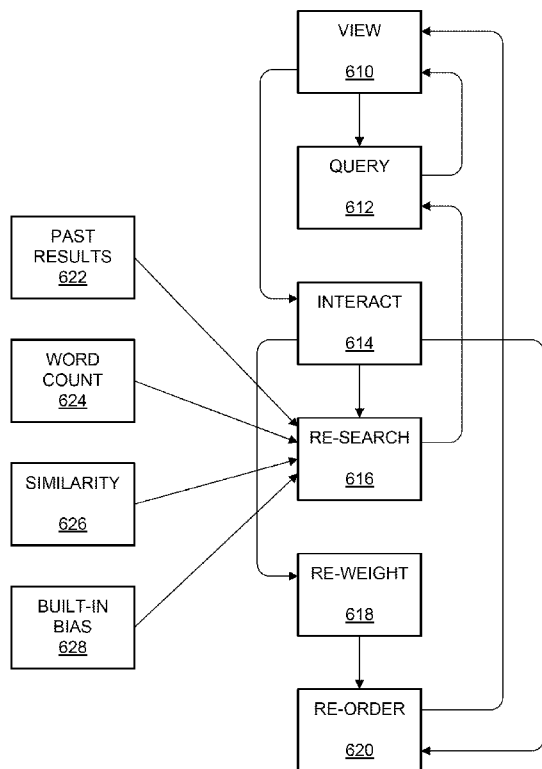 VIEW
610
QUERY
612
PAST
RESULTS
622
INTERACT
614
WORD
COUNT
624
RE-SEARCH
616
SIMILARITY
626
RE-WEIGHT
618
BUILT-IN
BIAS
628
RE-ORDER
620